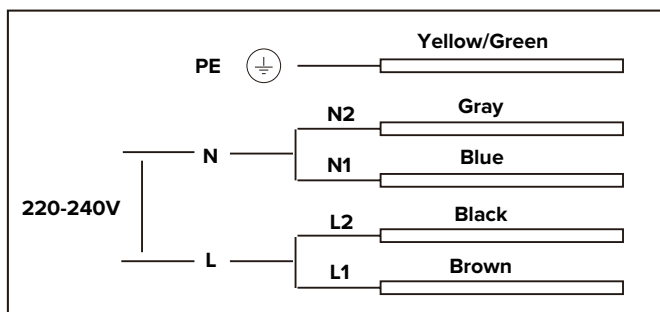 Yellow/Green
PE
N2 Gray
N
N1 Blue
220-240V
L2 Black
L
L1 Brown